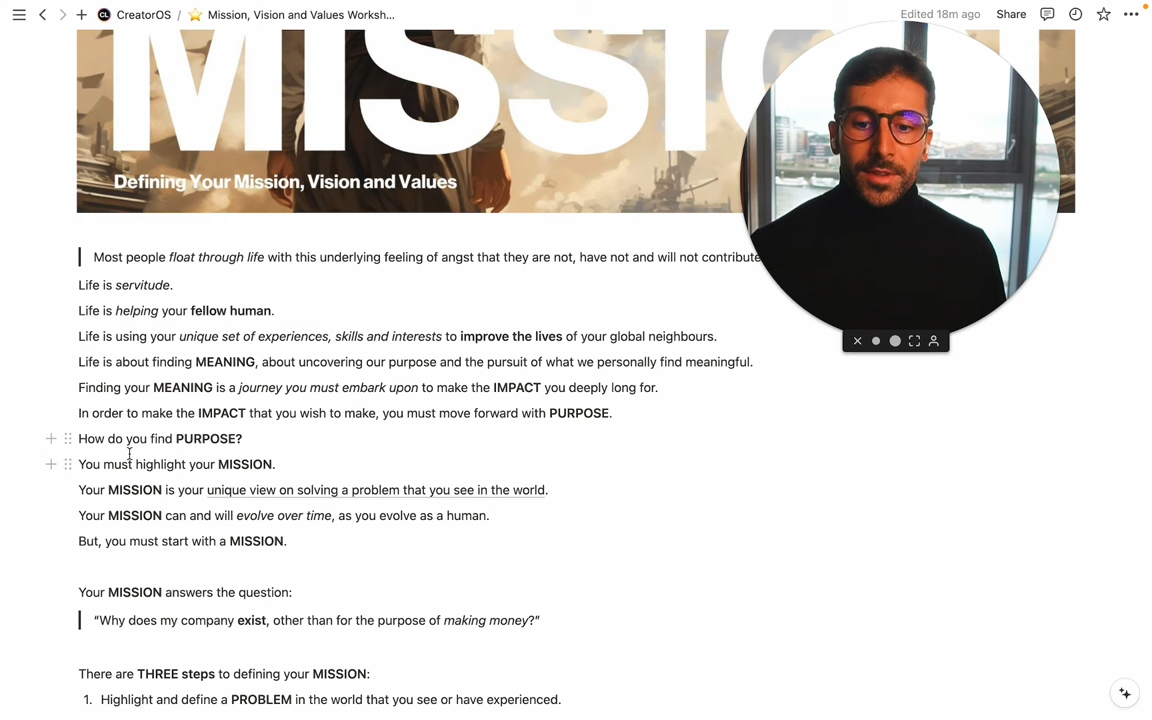 CL CreatorOS / Mission, Vision and Values Worksh... Edited 18m ago Share
MISSIO
Defining Your Mission, Vision and Values
Most people float through life with this underlying feeling of angst that they are not, have not and will not contribute
Life is servitude.
Life is helping your fellow human.
Life is using your unique set of experiences, skills and interests to improve the lives of your global neighbours.
Life is about finding MEANING, about uncovering our purpose and the pursuit of what we personally find meaningful.
Finding your MEANING is a journey you must embark upon to make the IMPACT you deeply long for.
In order to make the IMPACT that you wish to make, you must move forward with PURPOSE.
How do you find PURPOSE?
You must highlight your MISSION.
Your MISSION is your unique view on solving a problem that you see in the world.
Your MISSION can and will evolve over time, as you evolve as a human.
But, you must start with a MISSION.
Your MISSION answers the question:
“Why does my company exist, other than for the purpose of making money?”
There are THREE steps to defining your MISSION:
1. Highlight and define a PROBLEM in the world that you see or have experienced.